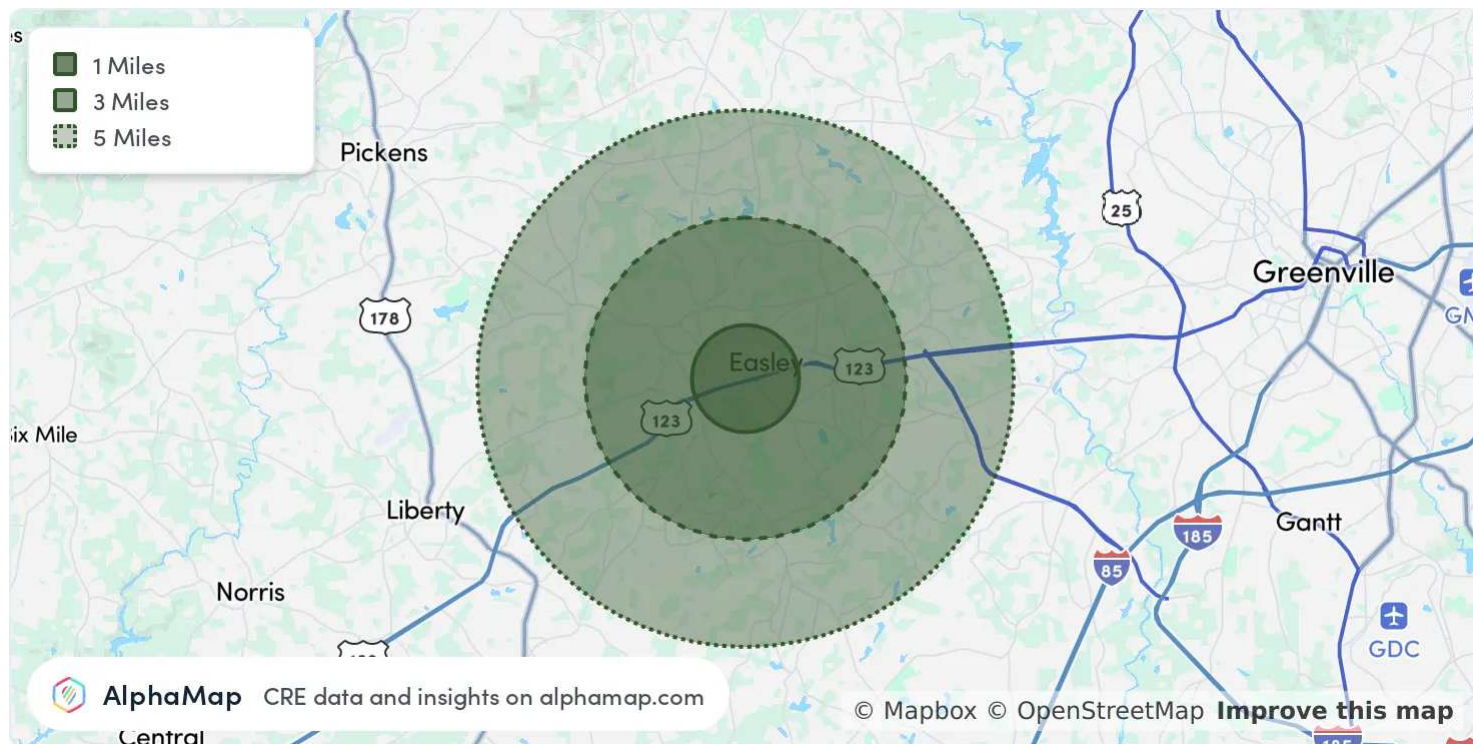 1 Miles
3 Miles
5 Miles
Pickens
25
Greenville
178
Easley
123
123
ix Mile
Liberty
Gantt
185
85
Norris
GDC
AlphaMap CRE data and insights on alphamap.com
© Mapbox © OpenStreetMap Improve this map
Central